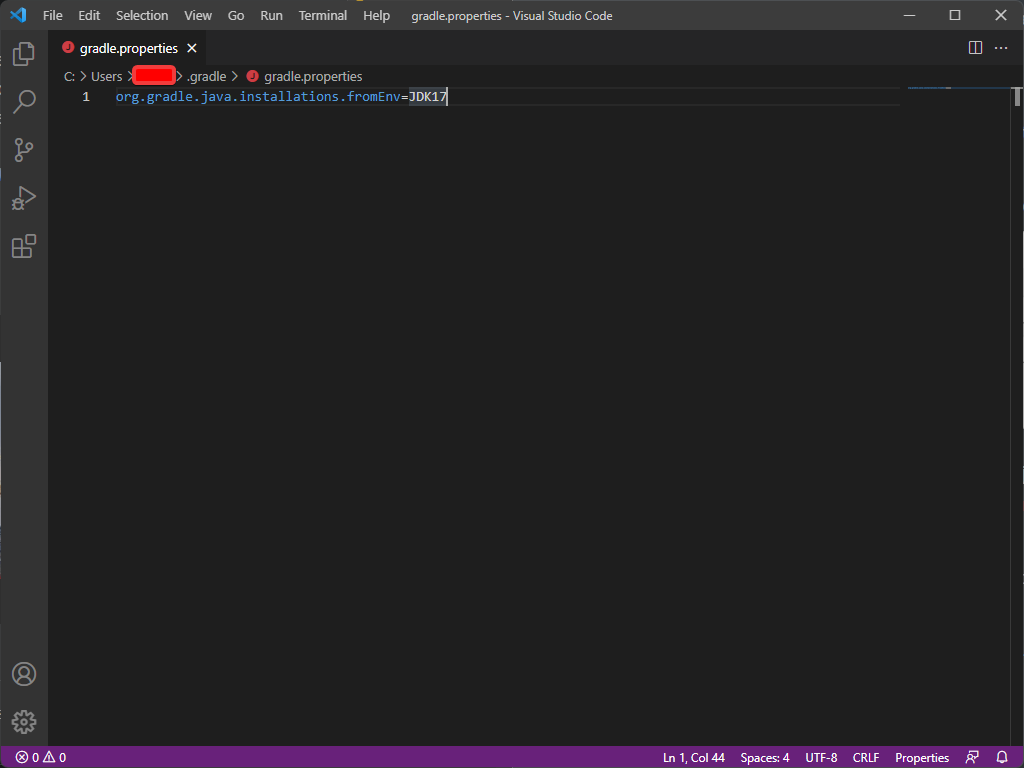 File Edit Selection View Go Run Terminal Help gradle.properties - Visual Studio Code
gradle.properties
C: > Users > > .gradle > gradle.properties
1 org.gradle.java.installations.fromEnv=JDK17
0 0 Ln 1, Col 44 Spaces: 4 UTF-8 CRLF Properties